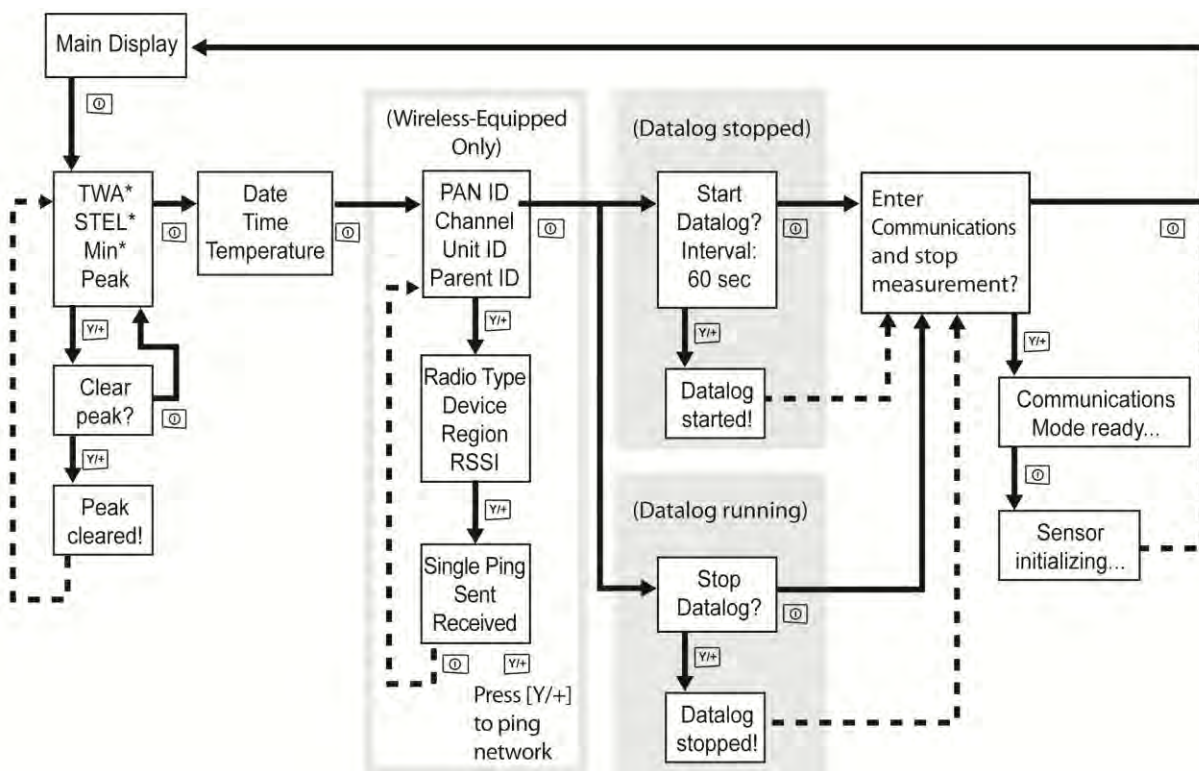 Main Display
TWA*
STEL*
Min*
Peak
Y/+
Clear
peak?
Y/+
Peak
cleared!
Date
Time
Temperature
(Wireless-Equipped
Only)
PAN ID
Channel
Unit ID
Parent ID
Y/+
Radio Type
Device
Region
RSSI
Y/+
Single Ping
Sent
Received
Y/+
Press [Y/+]
to ping
network
(Datalog stopped)
Start
Datalog?
Interval:
60 sec
Y/+
Datalog
started!
(Datalog running)
Stop
Datalog?
Y/+
Datalog
stopped!
Enter
Communications
and stop
measurement?
Y/+
Communications
Mode ready...
Sensor
initializing...